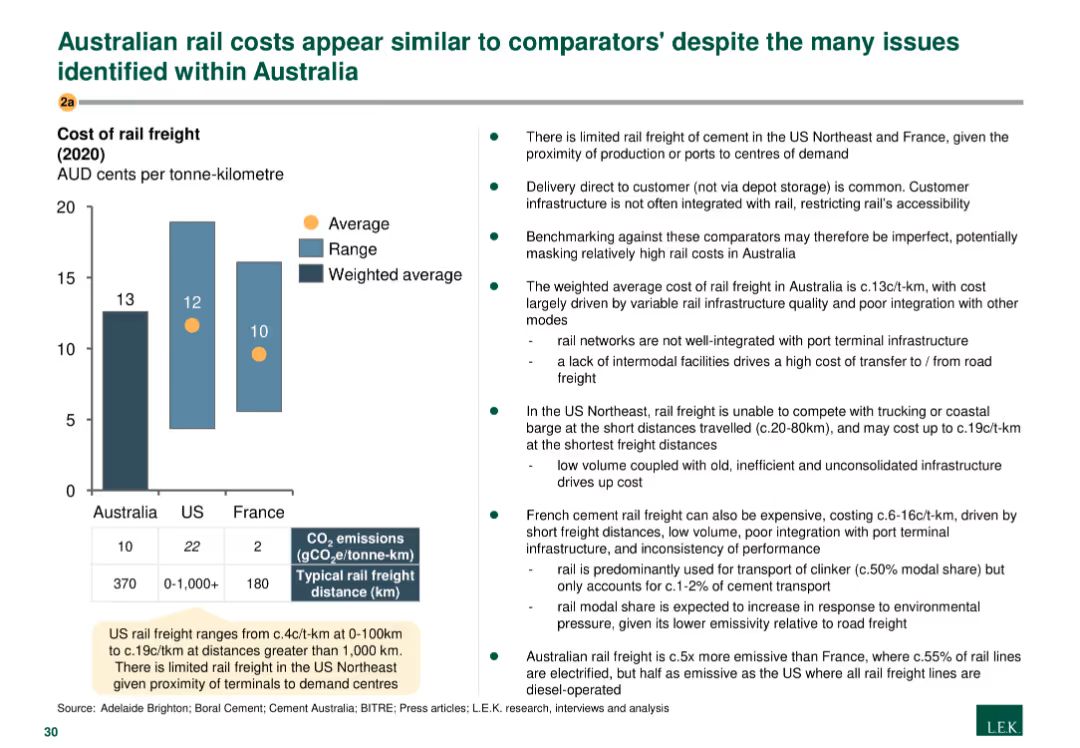 Australian rail costs appear similar to comparators' despite the many issues
identified within Australia
2a
Cost of rail freight
(2020)
AUD cents per tonne-kilometre
20
15
10
5
0
13
12
10
Average
Range
Weighted average
Australia US France
10 22 2 CO2 emissions
(gCO2e/tonne-km)
370 0-1,000+ 180 Typical rail freight
distance (km)
US rail freight ranges from c.4c/t-km at 0-100km
to c.19c/tkm at distances greater than 1,000 km.
There is limited rail freight in the US Northeast
given proximity of terminals to demand centres
● There is limited rail freight of cement in the US Northeast and France, given the
proximity of production or ports to centres of demand
● Delivery direct to customer (not via depot storage) is common. Customer
infrastructure is not often integrated with rail, restricting rail's accessibility
● Benchmarking against these comparators may therefore be imperfect, potentially
masking relatively high rail costs in Australia
● The weighted average cost of rail freight in Australia is c.13c/t-km, with cost
largely driven by variable rail infrastructure quality and poor integration with other
modes
- rail networks are not well-integrated with port terminal infrastructure
- a lack of intermodal facilities drives a high cost of transfer to / from road
freight
● In the US Northeast, rail freight is unable to compete with trucking or coastal
barge at the short distances travelled (c.20-80km), and may cost up to c.19c/t-km
at the shortest freight distances
- low volume coupled with old, inefficient and unconsolidated infrastructure
drives up cost
● French cement rail freight can also be expensive, costing c.6-16c/t-km, driven by
short freight distances, low volume, poor integration with port terminal
infrastructure, and inconsistency of performance
- rail is predominantly used for transport of clinker (c.50% modal share) but
only accounts for c.1-2% of cement transport
- rail modal share is expected to increase in response to environmental
pressure, given its lower emissivity relative to road freight
● Australian rail freight is c.5x more emissive than France, where c.55% of rail lines
are electrified, but half as emissive as the US where all rail freight lines are
diesel-operated
Source: Adelaide Brighton; Boral Cement; Cement Australia; BITRE; Press articles; L.E.K. research, interviews and analysis
30
L.E.K.